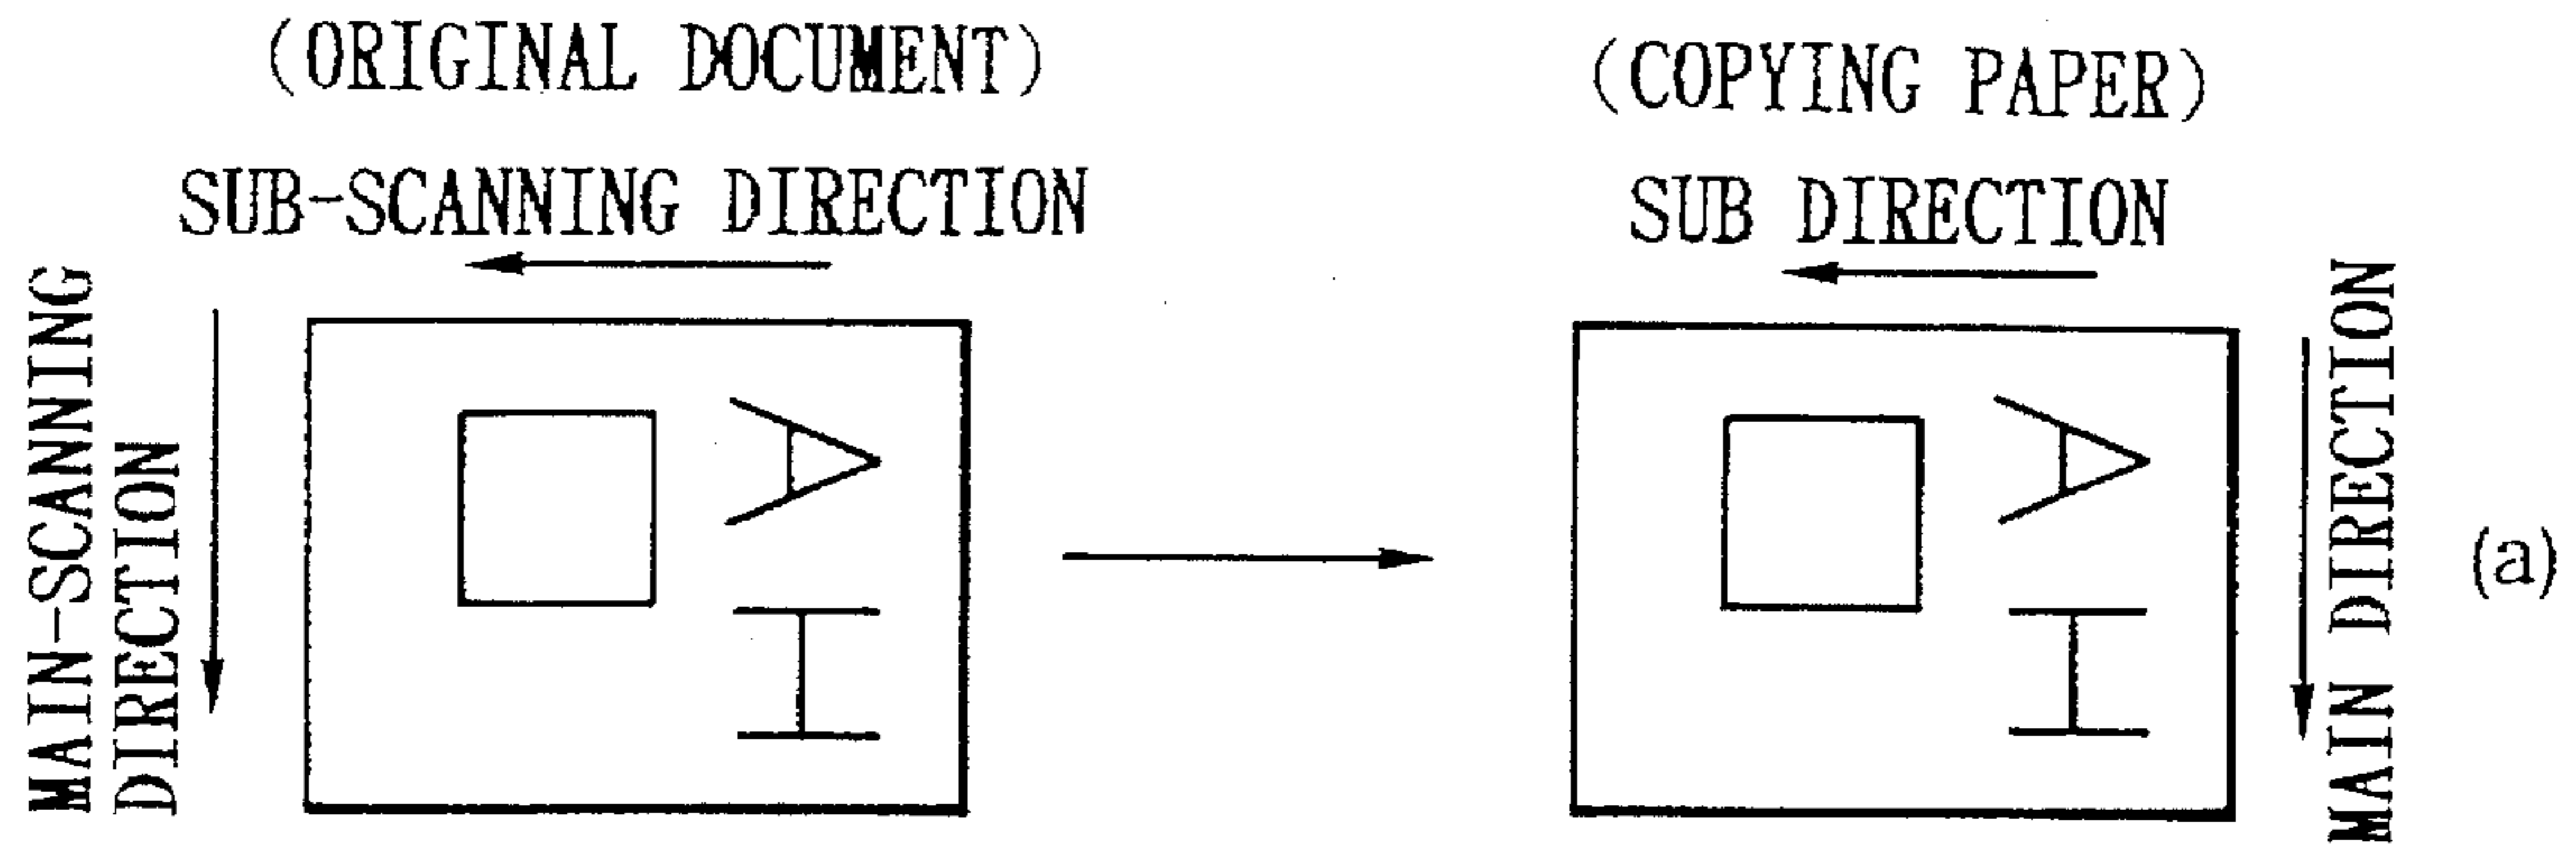 (ORIGINAL DOCUMENT)
SUB-SCANNING DIRECTION
MAIN-SCANNING
DIRECTION
A
H
(COPYING PAPER)
SUB DIRECTION
A
H
MAIN DIRECTION
(a)